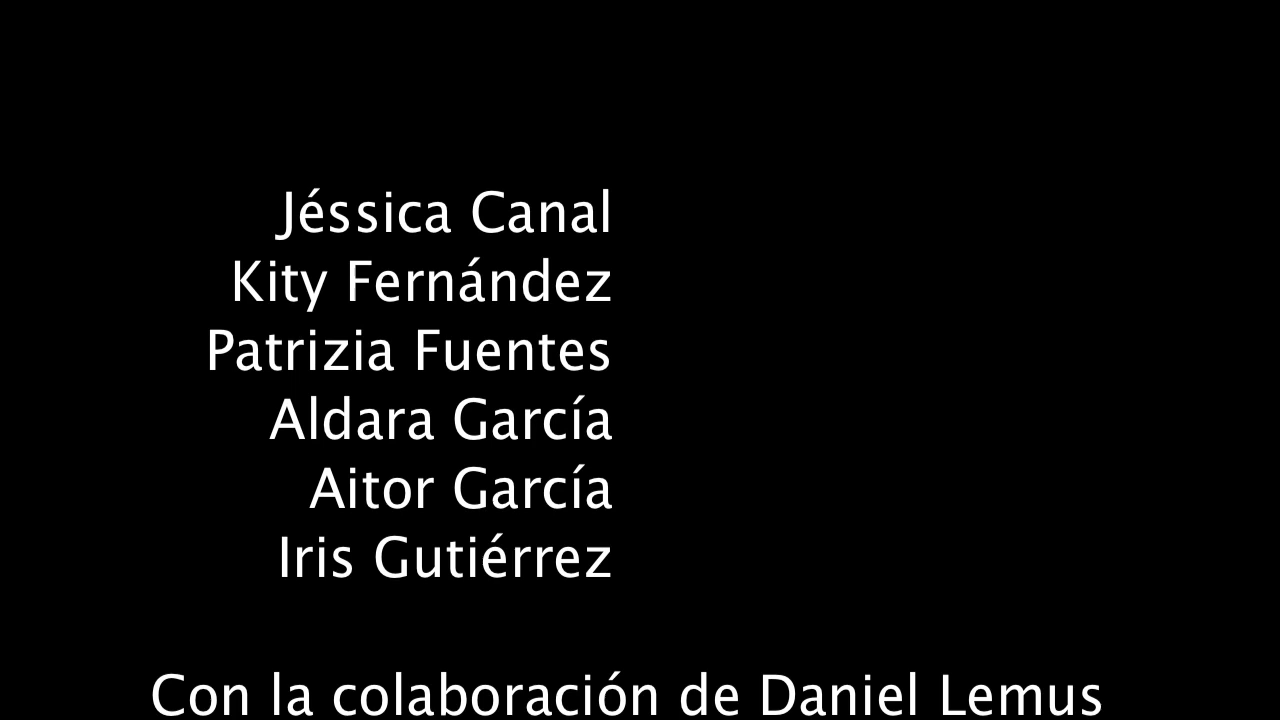 Jéssica Canal
Kity Fernández
Patrizia Fuentes
Aldara García
Aitor García
Iris Gutiérrez
Con la colaboración de Daniel Lemus